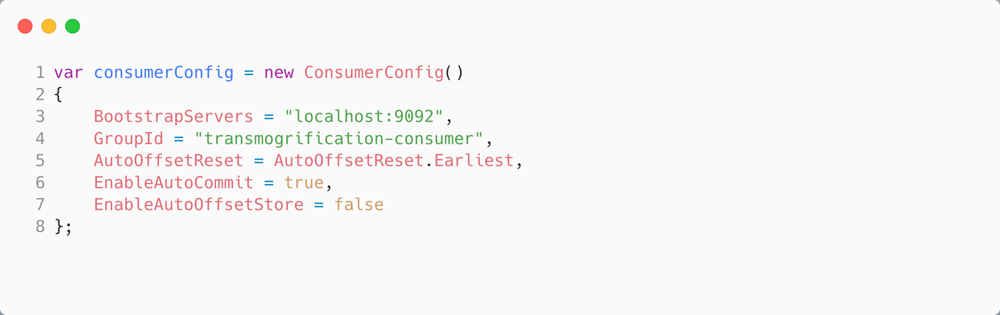 1 var consumerConfig = new ConsumerConfig()
2 {
3     BootstrapServers = "localhost:9092",
4     GroupId = "transmogrification-consumer",
5     AutoOffsetReset = AutoOffsetReset.Earliest,
6     EnableAutoCommit = true,
7     EnableAutoOffsetStore = false
8 };